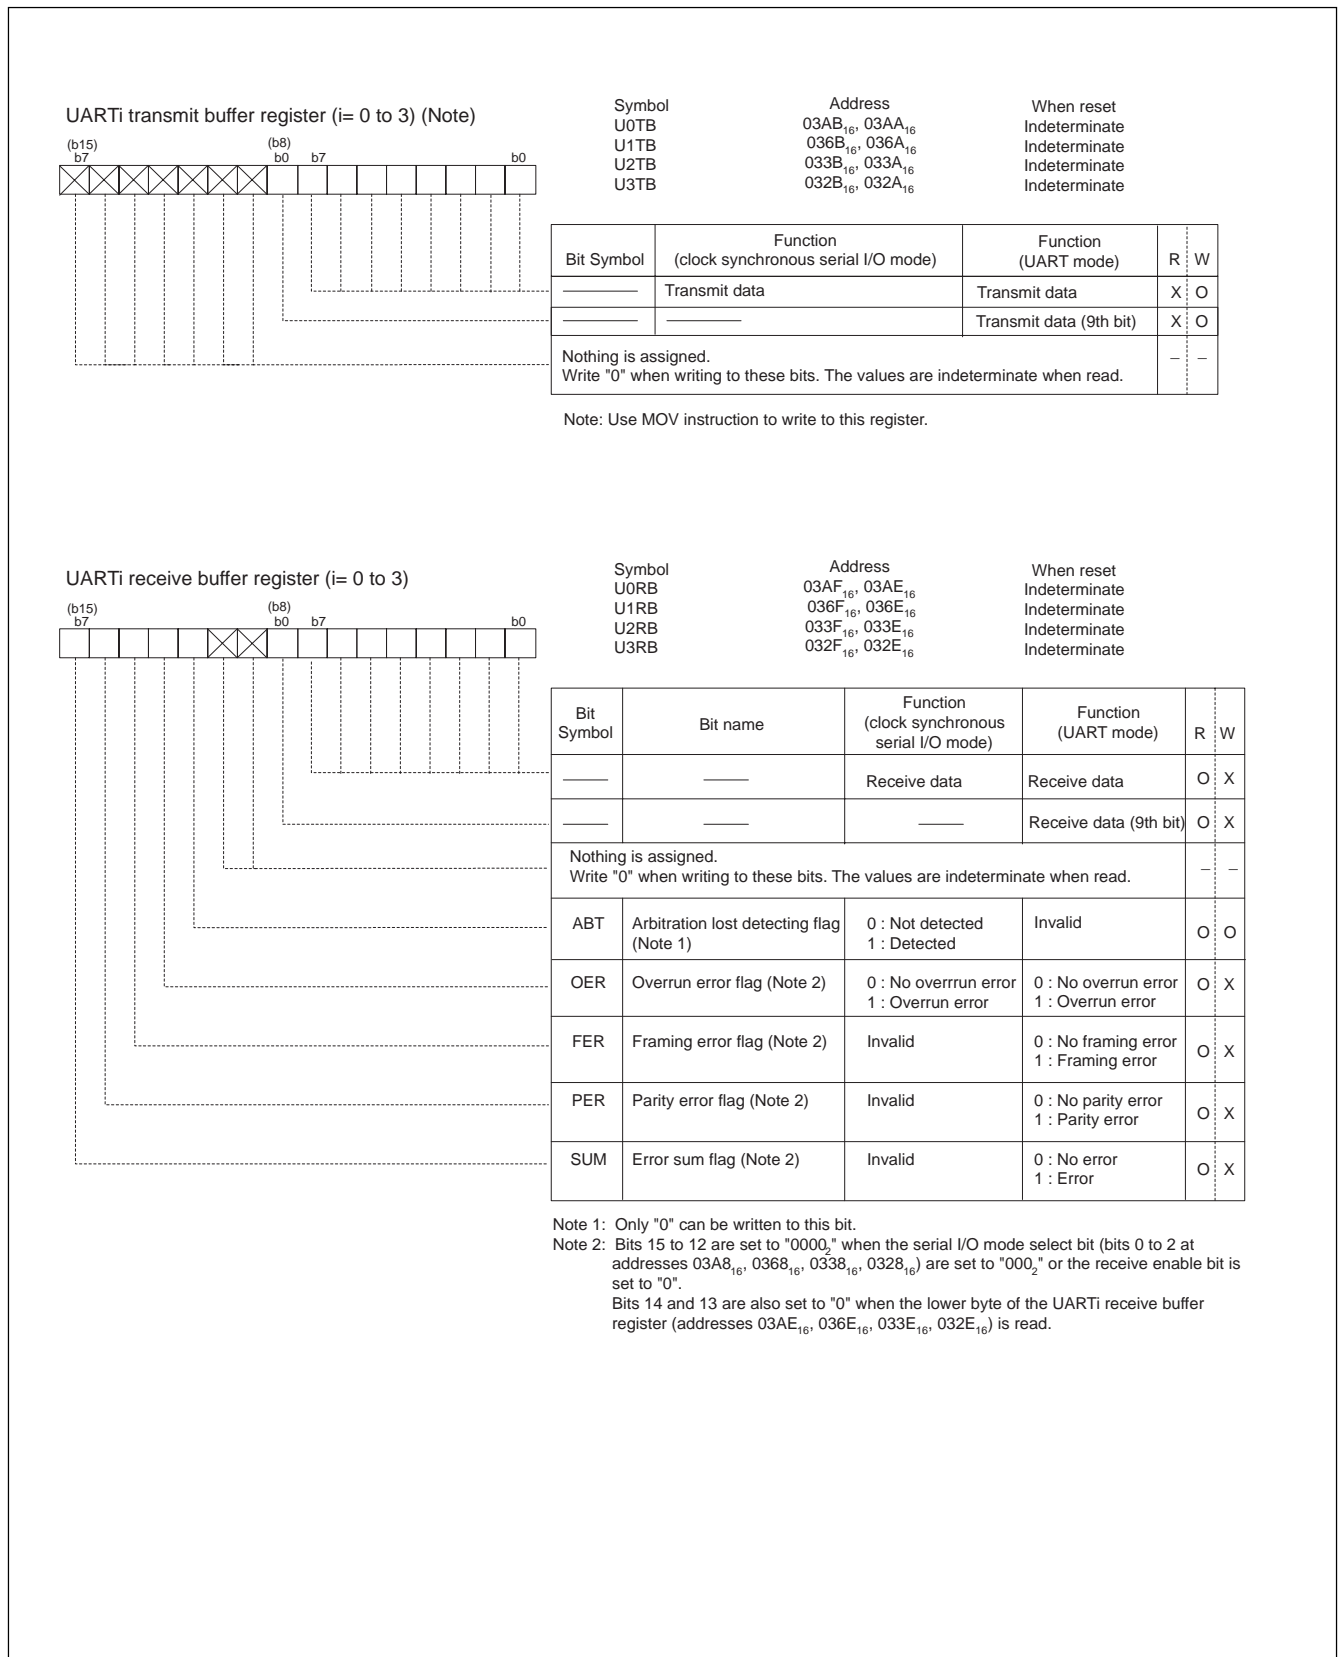 UARTi transmit buffer register (i= 0 to 3) (Note)
(b15) (b8)
b7 b0 b7 b0
Symbol Address When reset
U0TB 03AB16, 03AA16 Indeterminate
U1TB 036B16, 036A16 Indeterminate
U2TB 033B16, 033A16 Indeterminate
U3TB 032B16, 032A16 Indeterminate
Bit Symbol Function (clock synchronous serial I/O mode) Function (UART mode) R W
Transmit data Transmit data X O
Transmit data (9th bit) X O
Nothing is assigned. – –
Write "0" when writing to these bits. The values are indeterminate when read.
Note: Use MOV instruction to write to this register.
UARTi receive buffer register (i= 0 to 3)
(b15) (b8)
b7 b0 b7 b0
Symbol Address When reset
U0RB 03AF16, 03AE16 Indeterminate
U1RB 036F16, 036E16 Indeterminate
U2RB 033F16, 033E16 Indeterminate
U3RB 032F16, 032E16 Indeterminate
Bit Symbol Bit name Function (clock synchronous serial I/O mode) Function (UART mode) R W
Receive data Receive data O X
Receive data (9th bit) O X
Nothing is assigned. – –
Write "0" when writing to these bits. The values are indeterminate when read.
ABT Arbitration lost detecting flag 0 : Not detected Invalid O O
(Note 1) 1 : Detected
OER Overrun error flag (Note 2) 0 : No overrrun error 0 : No overrun error O X
1 : Overrun error 1 : Overrun error
FER Framing error flag (Note 2) Invalid 0 : No framing error O X
1 : Framing error
PER Parity error flag (Note 2) Invalid 0 : No parity error O X
1 : Parity error
SUM Error sum flag (Note 2) Invalid 0 : No error O X
1 : Error
Note 1: Only "0" can be written to this bit.
Note 2: Bits 15 to 12 are set to "00002" when the serial I/O mode select bit (bits 0 to 2 at
addresses 03A816, 036816, 033816, 032816) are set to "0002" or the receive enable bit is
set to "0".
Bits 14 and 13 are also set to "0" when the lower byte of the UARTi receive buffer
register (addresses 03AE16, 036E16, 033E16, 032E16) is read.